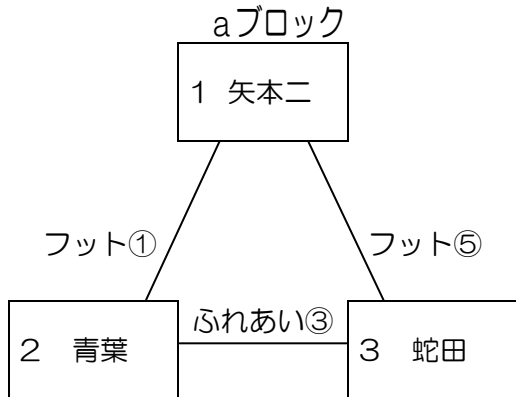 aブロック
1 矢本二
フット①
フット⑤
ふれあい③
2 青葉
3 蛇田